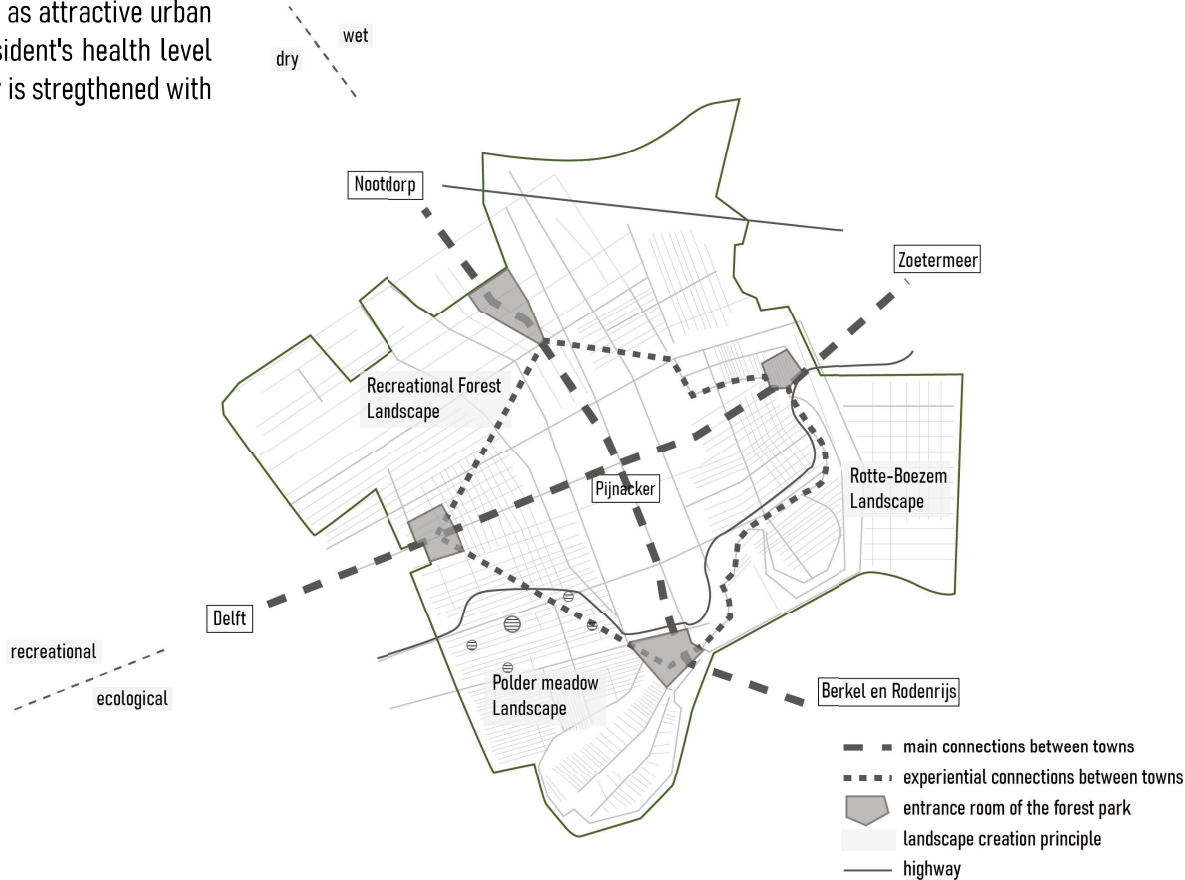 as attractive urban
sident's health level
is stregthened with
wet
dry
Nootdorp
Zoetermeer
Recreational Forest
Landscape
Rotte-Boezem
Landscape
Pijnacker
Delft
recreational
ecological
Polder meadow
Landscape
Berkel en Rodenrijs
main connections between towns
experiential connections between towns
entrance room of the forest park
landscape creation principle
highway